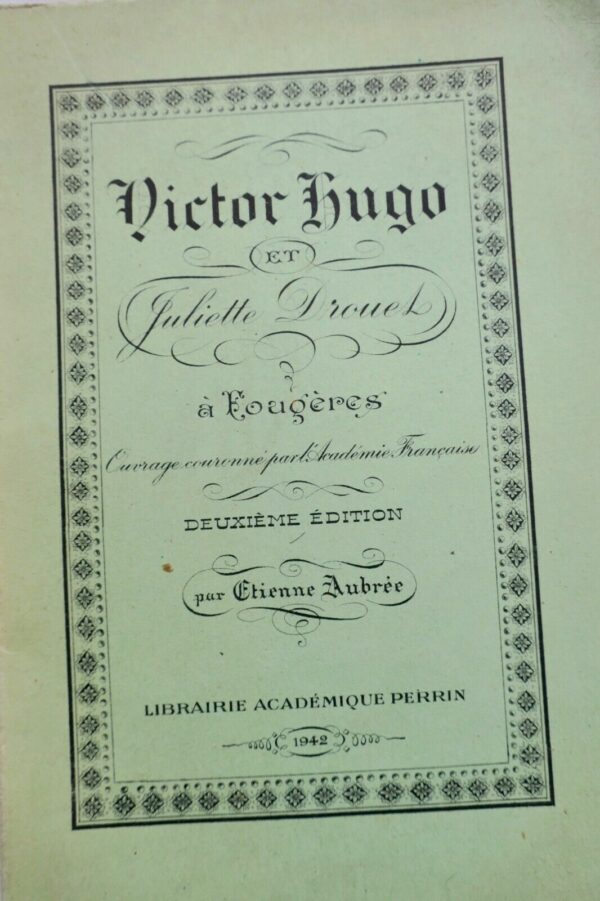 Victor Hugo
ET
Juliette Drouet
à Fougères
Ouvrage couronné par l'Académie Française
DEUXIÈME ÉDITION
par Etienne Aubrée
LIBRAIRIE ACADÉMIQUE PERRIN
1942